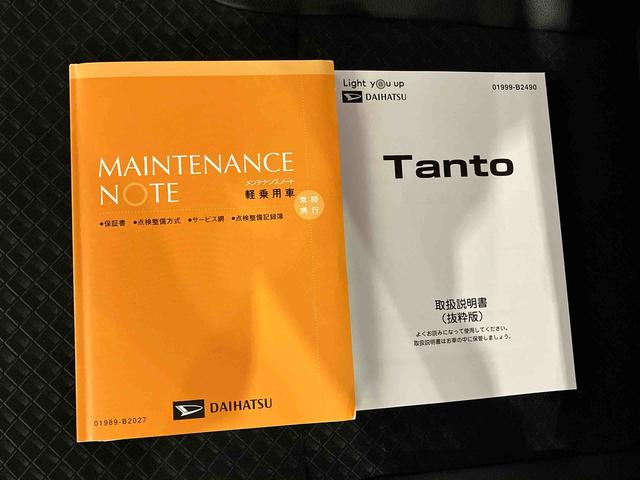 MAINTENANCE
NOTE
メンテナンスノート
軽乗用車
常時
携行
●保証書 ●点検整備方式 ●サービス網 ●点検整備記録簿
01989-B2027
DAIHATSU
Light you up
DAIHATSU
01999-B2490
Tanto
取扱説明書
（抜粋版）
よくお読みになって使用してください。
取扱説明書はお車の中に保管しましょう。